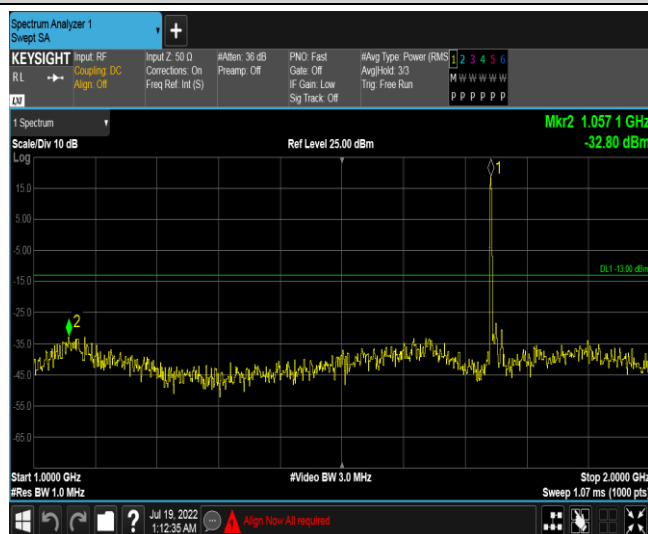 Spectrum Analyzer 1
Swept SA
+
KEYSIGHT
RL
LXI
Input: RF
Coupling: DC
Align: Off
Input Z: 50 Ω
Corrections: On
Freq Ref: Int (S)
#Atten: 36 dB
Preamp: Off
PNO: Fast
Gate: Off
IF Gain: Low
Sig Track: Off
#Avg Type: Power (RMS
Avg|Hold: 3/3
Trig: Free Run
1 2 3 4 5 6
M W W W W W
P P P P P P
1 Spectrum
Scale/Div 10 dB
Ref Level 25.00 dBm
Mkr2 1.057 1 GHz
-32.80 dBm
Log
1
15.0
5.00
-5.00
DL1 -13.00 dBm
-15.0
-25.0
2
-35.0
-45.0
-55.0
-65.0
Start 1.0000 GHz
#Video BW 3.0 MHz
Stop 2.0000 GHz
#Res BW 1.0 MHz
Sweep 1.07 ms (1000 pts)
?
Jul 19, 2022
1:12:35 AM
Align Now All required